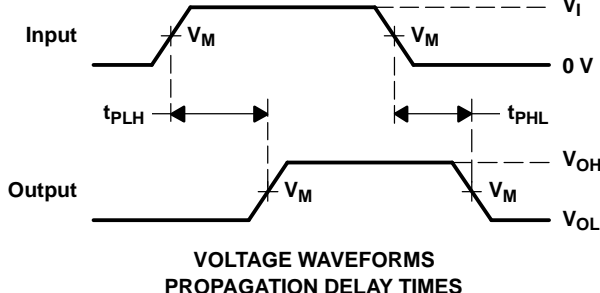 V_I
Input
V_M
V_M
0 V
t_PLH
t_PHL
V_OH
Output
V_M
V_M
V_OL
VOLTAGE WAVEFORMS
PROPAGATION DELAY TIMES